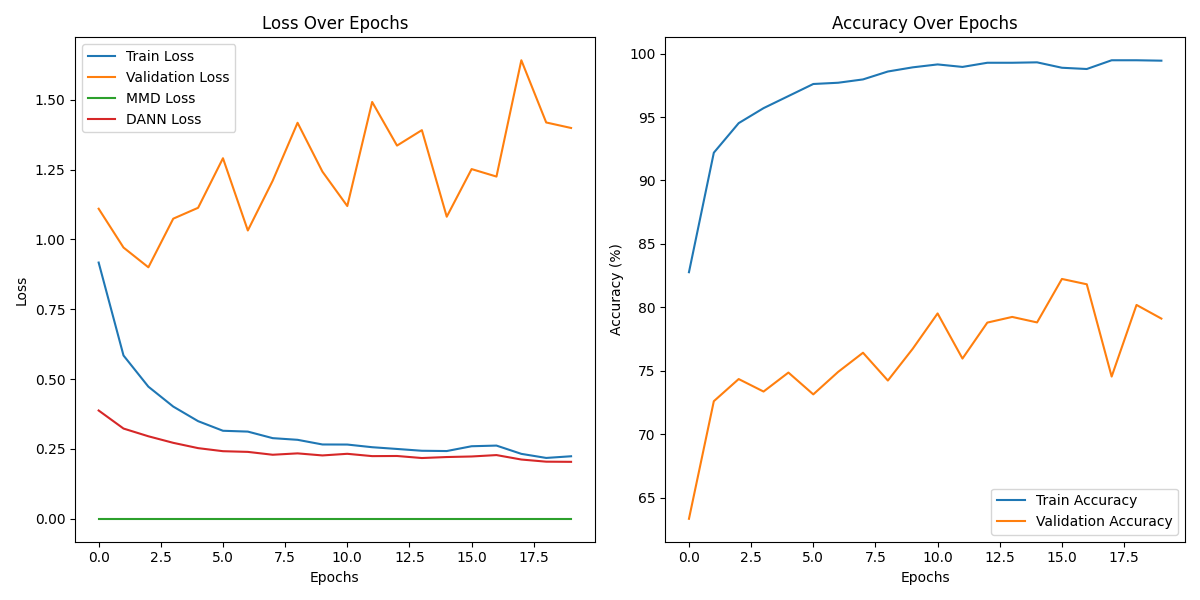 Loss Over Epochs
Train Loss
Validation Loss
MMD Loss
DANN Loss
1.50
1.25
1.00
0.75
0.50
0.25
0.00
Loss
0.0 2.5 5.0 7.5 10.0 12.5 15.0 17.5
Epochs
Accuracy Over Epochs
100
95
90
85
80
75
70
65
Accuracy (%)
Train Accuracy
Validation Accuracy
0.0 2.5 5.0 7.5 10.0 12.5 15.0 17.5
Epochs